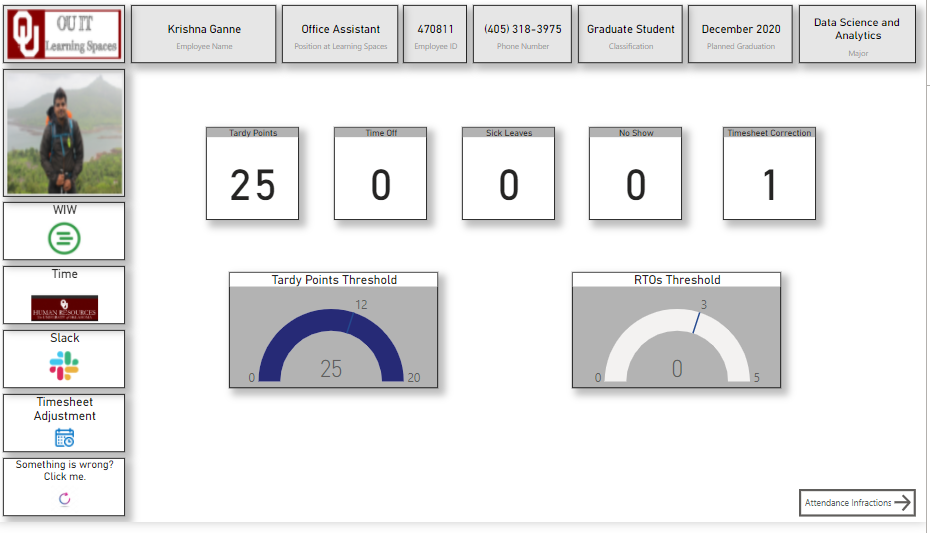 OU IT
Learning Spaces
Krishna Ganne
Employee Name
Office Assistant
Position at Learning Spaces
470811
Employee ID
(405) 318-3975
Phone Number
Graduate Student
Classification
December 2020
Planned Graduation
Data Science and
Analytics
Major
WIW
Time
HUMAN RESOURCES
Slack
Timesheet
Adjustment
Something is wrong?
Click me.
Tardy Points
25
Time Off
0
Sick Leaves
0
No Show
0
Timesheet Correction
1
Tardy Points Threshold
12
25
0
20
RTOs Threshold
3
0
0
5
Attendance Infractions